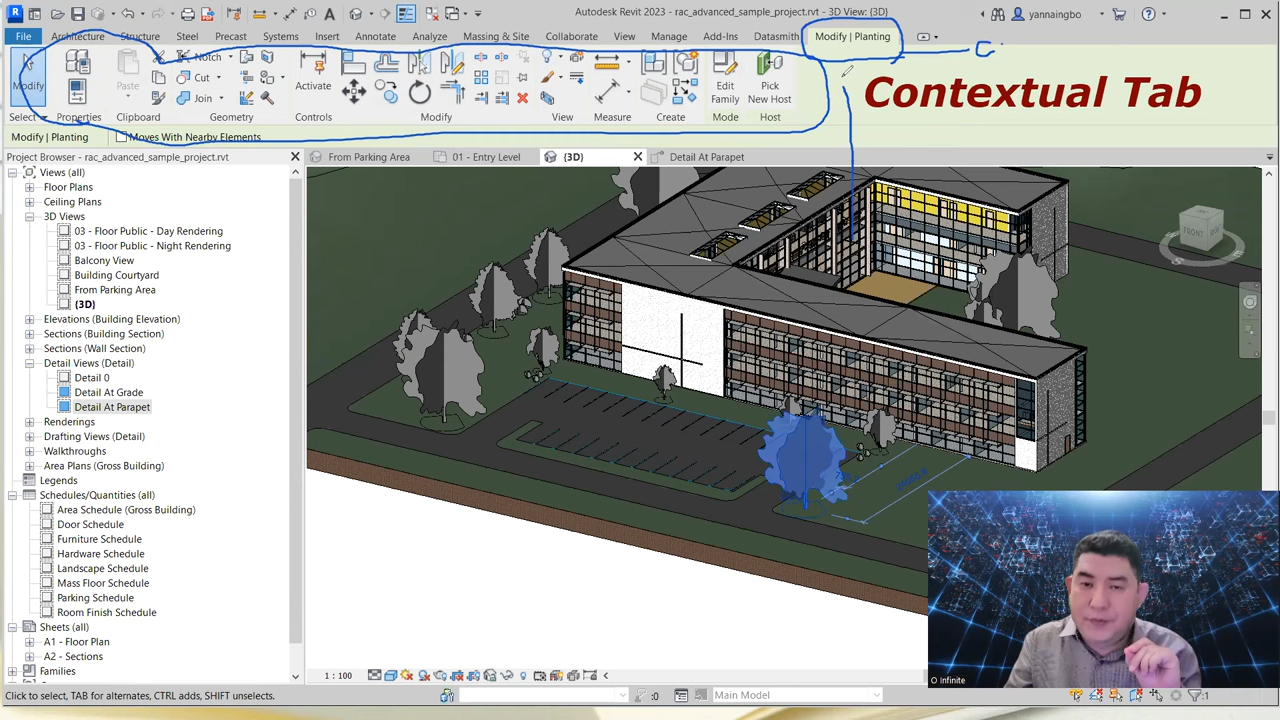 Autodesk Revit 2023 - rac_advanced_sample_project.rvt - 3D View: {3D}
yannaingbo
File Architecture Structure Steel Precast Systems Insert Annotate Analyze Massing & Site Collaborate View Manage Add-Ins Datasmith Modify | Planting
C
Contextual Tab
Modify
Paste
Notch
Cut
Join
Activate
Edit Family
Pick New Host
Select Properties Clipboard Geometry Controls Modify View Measure Create Mode Host
Modify | Planting Moves With Nearby Elements
Project Browser - rac_advanced_sample_project.rvt
From Parking Area 01 - Entry Level {3D} Detail At Parapet
Views (all)
Floor Plans
Ceiling Plans
3D Views
03 - Floor Public - Day Rendering
03 - Floor Public - Night Rendering
Balcony View
Building Courtyard
From Parking Area
{3D}
Elevations (Building Elevation)
Sections (Building Section)
Sections (Wall Section)
Detail Views (Detail)
Detail 0
Detail At Grade
Detail At Parapet
Renderings
Drafting Views (Detail)
Walkthroughs
Area Plans (Gross Building)
Legends
Schedules/Quantities (all)
Area Schedule (Gross Building)
Door Schedule
Furniture Schedule
Hardware Schedule
Landscape Schedule
Mass Floor Schedule
Parking Schedule
Room Finish Schedule
Sheets (all)
A1 - Floor Plan
A2 - Sections
Families
FRONT
1 : 100
O Infinite
Click to select, TAB for alternates, CTRL adds, SHIFT unselects.
:0
Main Model
:1